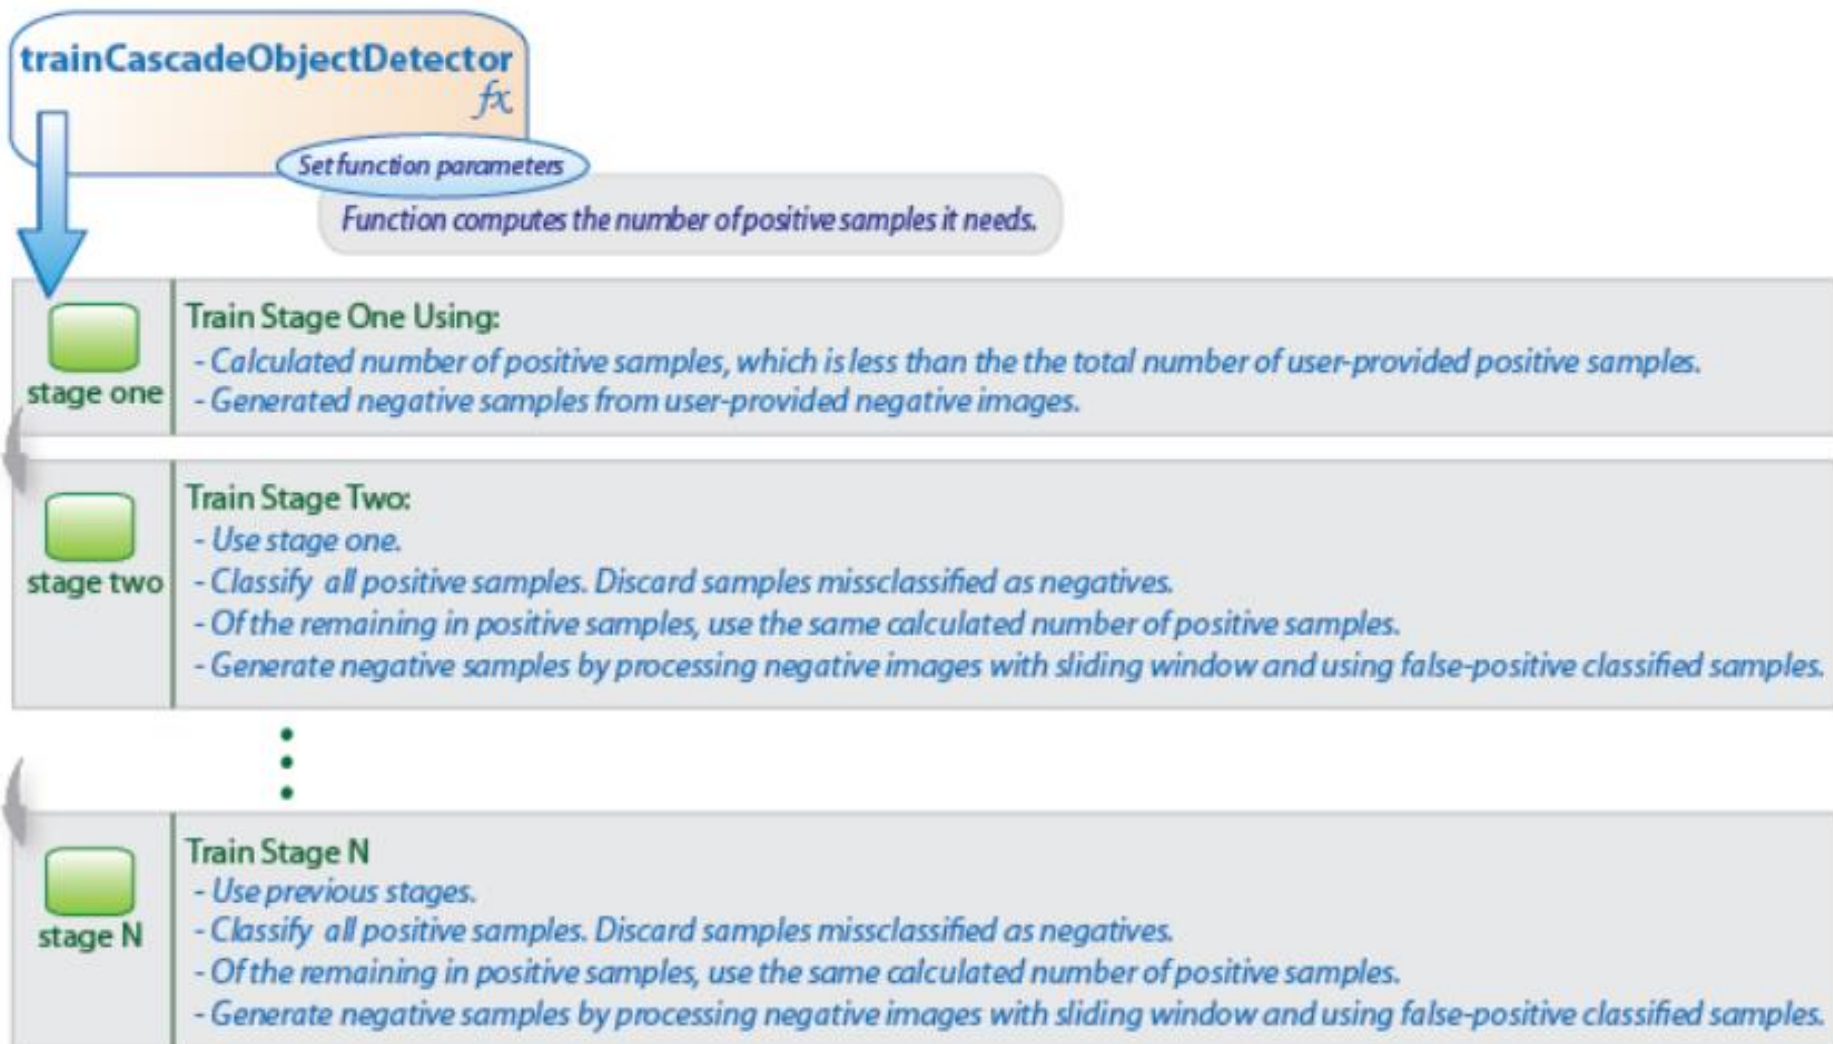 trainCascadeObjectDetector
fx
Set function parameters
Function computes the number of positive samples it needs.
stage one
Train Stage One Using:
- Calculated number of positive samples, which is less than the the total number of user-provided positive samples.
- Generated negative samples from user-provided negative images.
stage two
Train Stage Two:
- Use stage one.
- Classify all positive samples. Discard samples missclassified as negatives.
- Of the remaining in positive samples, use the same calculated number of positive samples.
- Generate negative samples by processing negative images with sliding window and using false-positive classified samples.
stage N
Train Stage N
- Use previous stages.
- Classify all positive samples. Discard samples missclassified as negatives.
- Of the remaining in positive samples, use the same calculated number of positive samples.
- Generate negative samples by processing negative images with sliding window and using false-positive classified samples.